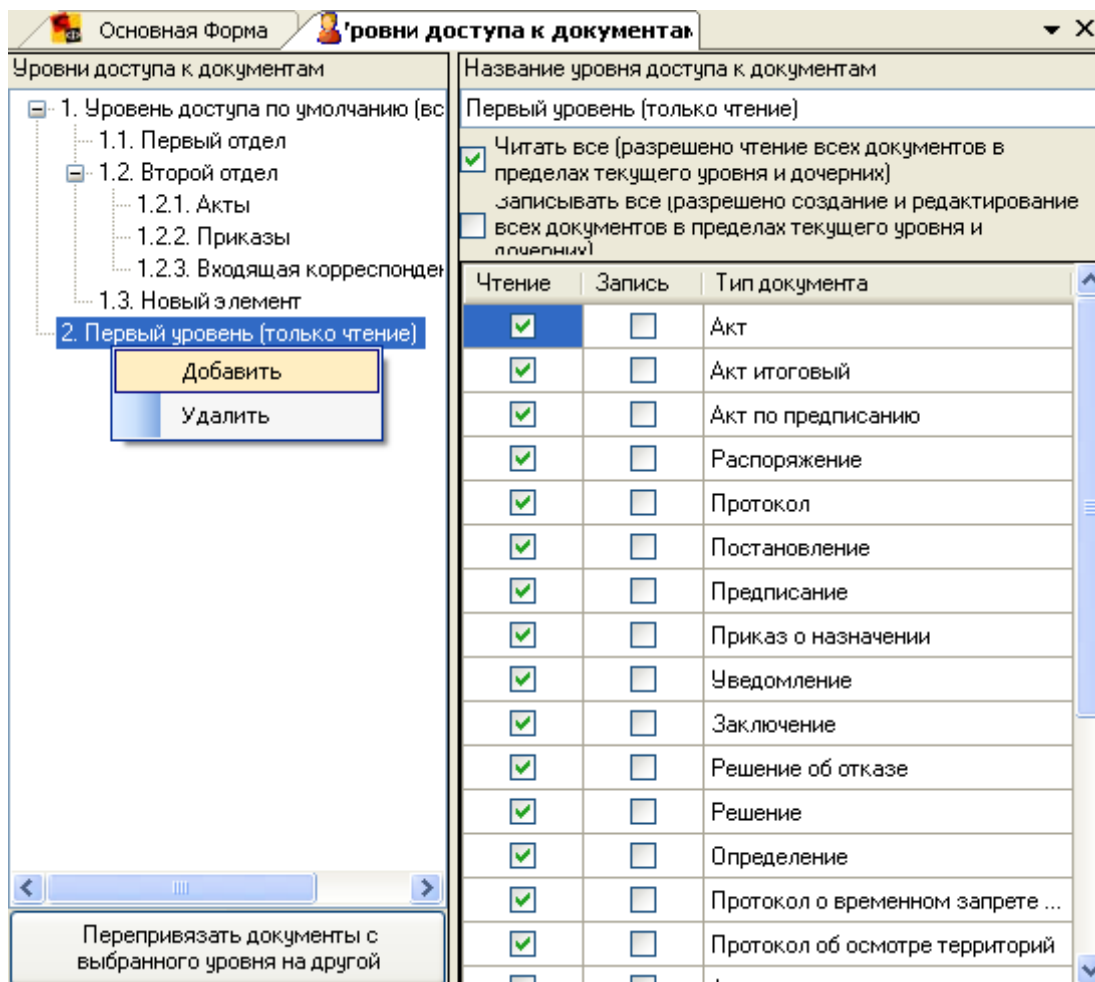 Основная Форма
ровни доступа к документам
Уровни доступа к документам
1. Уровень доступа по умолчанию (вс
1.1. Первый отдел
1.2. Второй отдел
1.2.1. Акты
1.2.2. Приказы
1.2.3. Входящая корреспонден
1.3. Новый элемент
2. Первый уровень (только чтение)
Добавить
Удалить
Перепривязать документы с
выбранного уровня на другой
Название уровня доступа к документам
Первый уровень (только чтение)
Читать все (разрешено чтение всех документов в
пределах текущего уровня и дочерних)
Записывать все (разрешено создание и редактирование
всех документов в пределах текущего уровня и
дочерних)
Чтение Запись Тип документа
Акт
Акт итоговый
Акт по предписанию
Распоряжение
Протокол
Постановление
Предписание
Приказ о назначении
Уведомление
Заключение
Решение об отказе
Решение
Определение
Протокол о временном запрете ...
Протокол об осмотре территорий